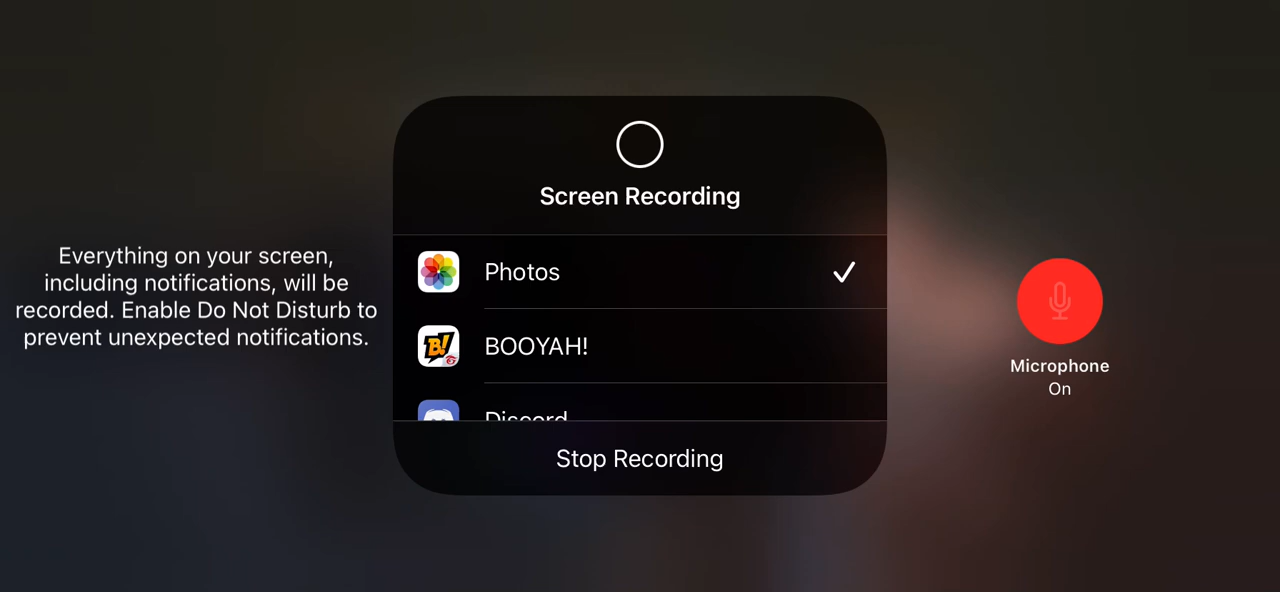 Everything on your screen,
including notifications, will be
recorded. Enable Do Not Disturb to
prevent unexpected notifications.
Screen Recording
Photos
B!
BOOYAH!
Discord
Stop Recording
Microphone
On